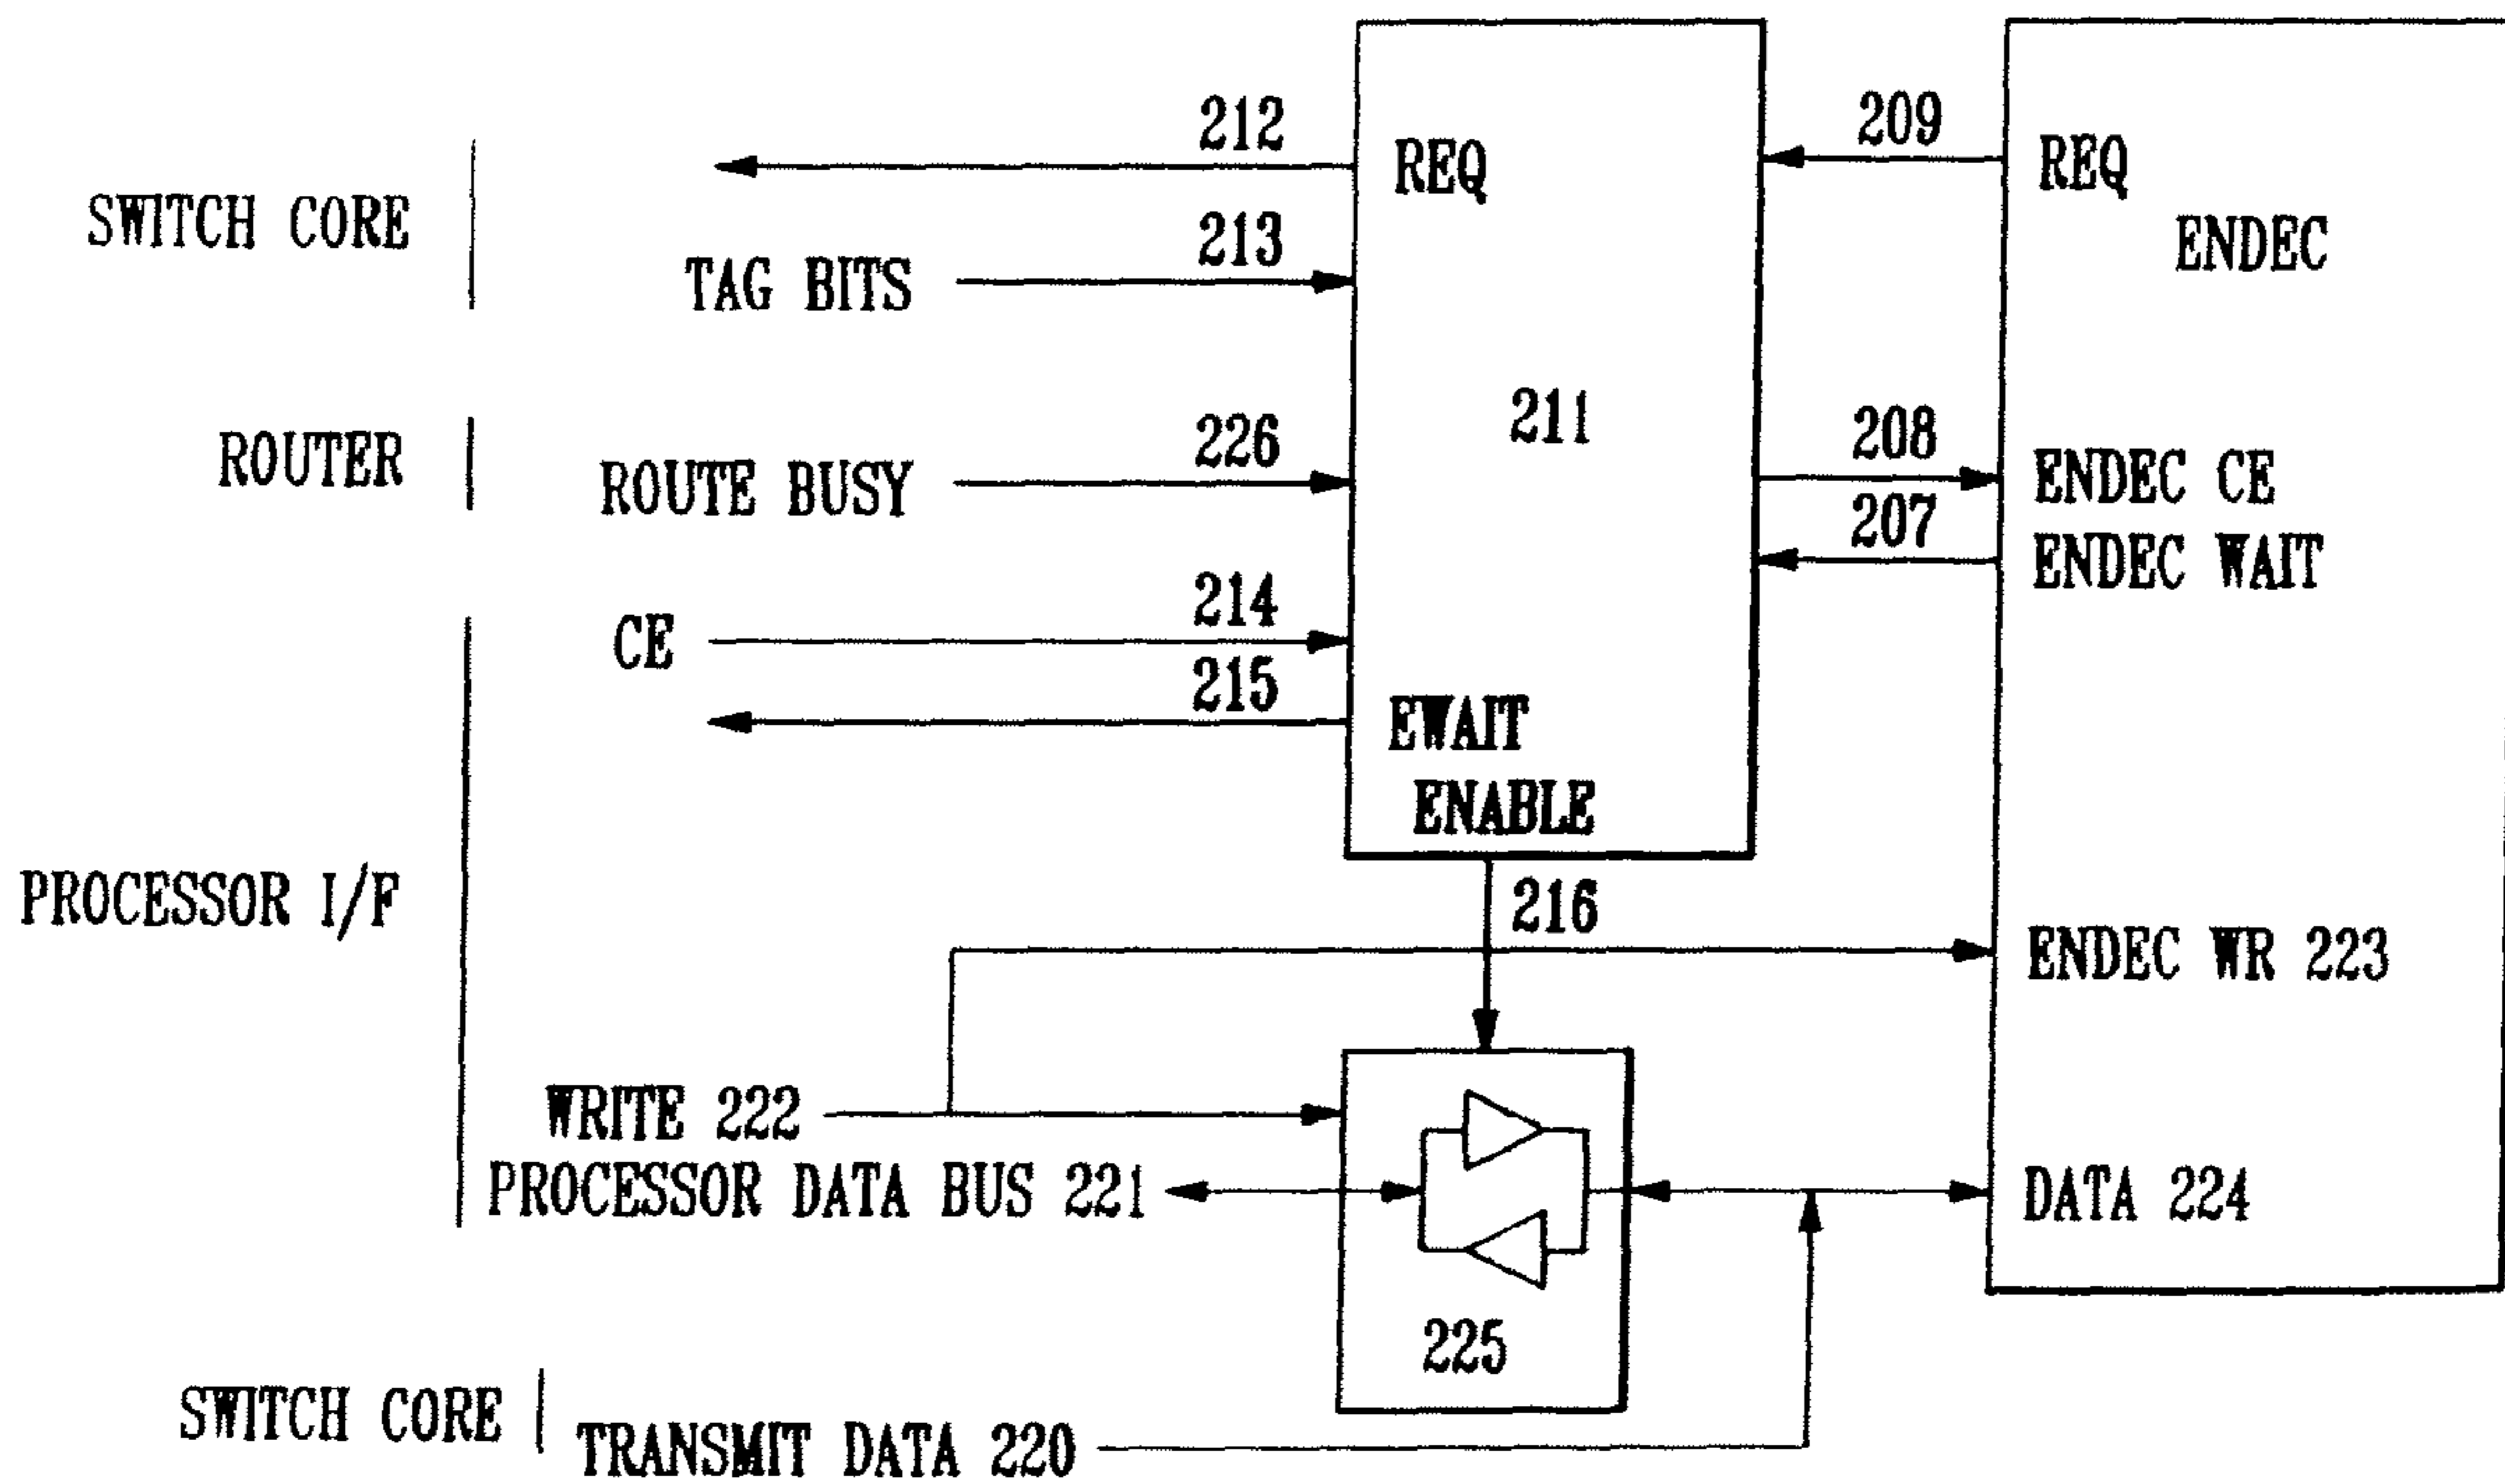 212
209
REQ
REQ
SWITCH CORE
213
ENDEC
TAG BITS
211
226
208
ROUTER
ROUTE BUSY
ENDEC CE
207
ENDEC WAIT
214
CE
215
EWAIT
ENABLE
PROCESSOR I/F
216
ENDEC WR 223
WRITE 222
PROCESSOR DATA BUS 221
DATA 224
225
SWITCH CORE
TRANSMIT DATA 220